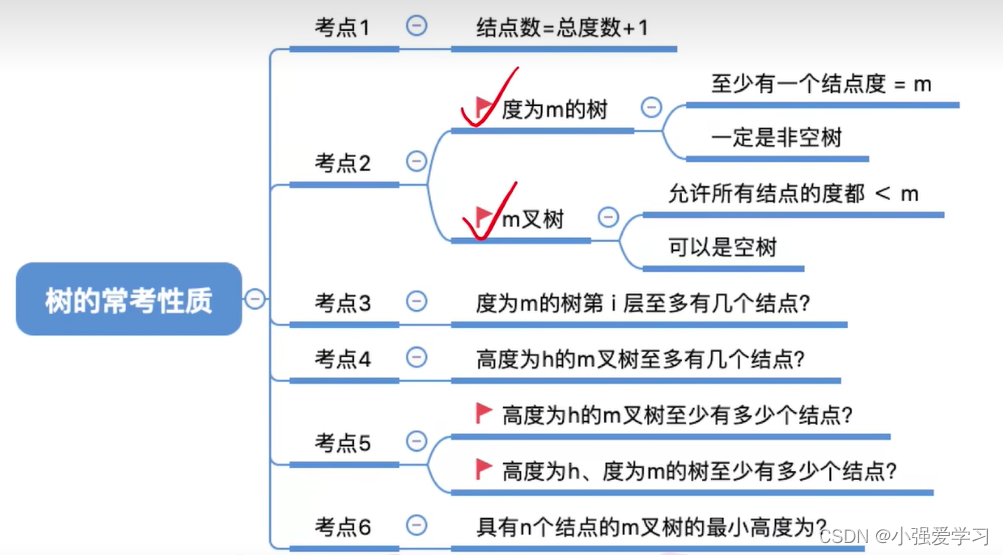 考点1
结点数=总度数+1
考点2
度为m的树
至少有一个结点度 = m
一定是非空树
m叉树
允许所有结点的度都 < m
可以是空树
树的常考性质
考点3
度为m的树第 i 层至多有几个结点?
考点4
高度为h的m叉树至多有几个结点?
考点5
高度为h的m叉树至少有多少个结点?
高度为h、度为m的树至少有多少个结点?
考点6
具有n个结点的m叉树的最小高度为?
CSDN @小强爱学习